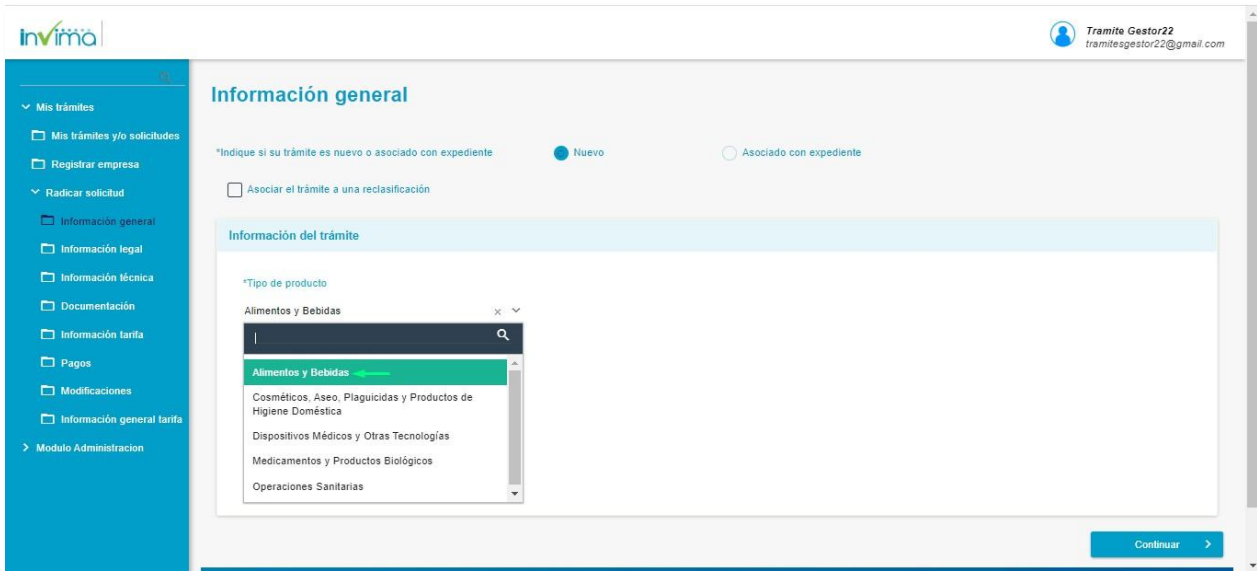 invima
Tramite Gestor22
tramitesgestor22@gmail.com
Mis trámites
Mis trámites y/o solicitudes
Registrar empresa
Radicar solicitud
Información general
Información legal
Información técnica
Documentación
Información tarifa
Pagos
Modificaciones
Información general tarifa
Modulo Administracion
Información general
*Indique si su trámite es nuevo o asociado con expediente
Nuevo
Asociado con expediente
Asociar el trámite a una reclasificación
Información del trámite
*Tipo de producto
Alimentos y Bebidas
Alimentos y Bebidas
Cosméticos, Aseo, Plaguicidas y Productos de
Higiene Doméstica
Dispositivos Médicos y Otras Tecnologías
Medicamentos y Productos Biológicos
Operaciones Sanitarias
Continuar